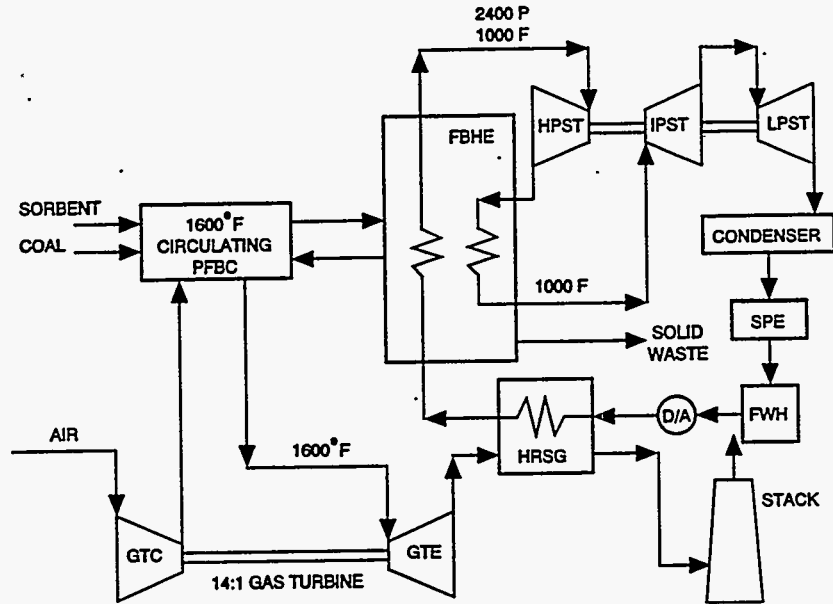 2400 P
1000 F
HPST
IPST
LPST
FBHE
SORBENT
COAL
1600°F
CIRCULATING
PFBC
CONDENSER
1000 F
SPE
SOLID
WASTE
D/A
FWH
AIR
1600°F
HRSG
STACK
GTC
GTE
14:1 GAS TURBINE